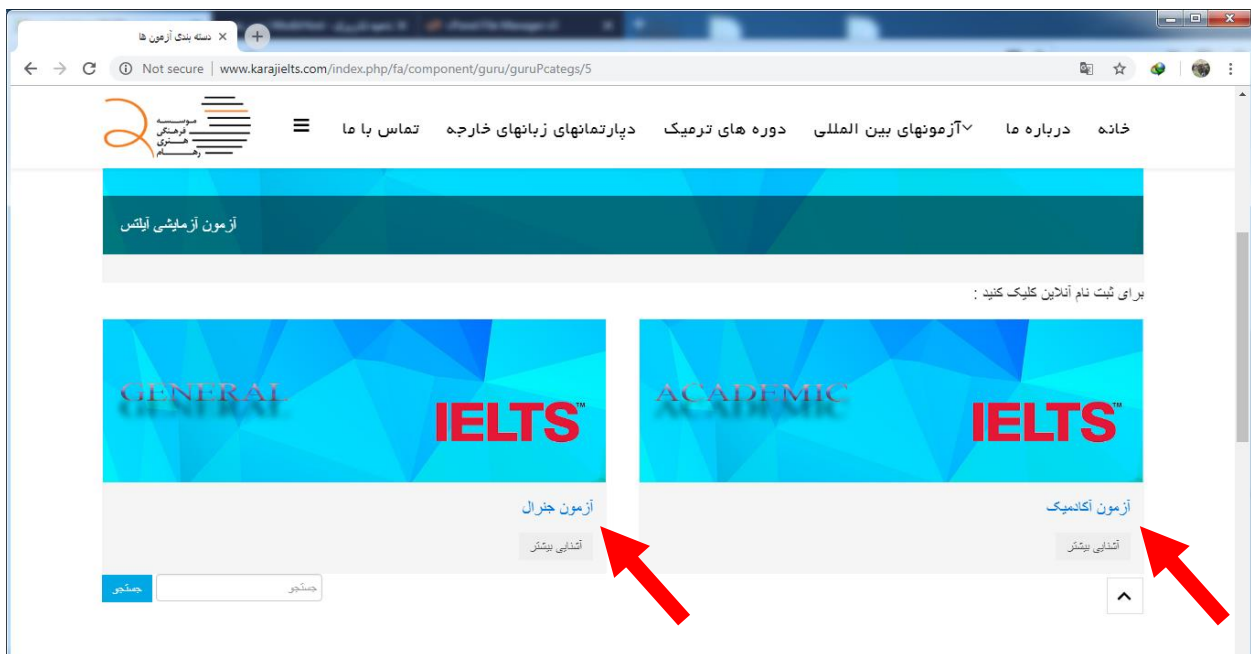 دسته بندی آزمون ها
Not secure | www.karajielts.com/index.php/fa/component/guru/guruPcategs/5
خانه درباره ما آزمونهای بین المللی دوره های ترمیک دپارتمانهای زبانهای خارجه تماس با ما
موسسه
فرهنگی
هنری
رهام
آزمون آزمایشی آیلتس
برای ثبت نام آنلاین کلیک کنید :
ACADEMIC
IELTS™
GENERAL
IELTS™
آزمون آکادمیک
آشنایی بیشتر
آزمون جنرال
آشنایی بیشتر
جستجو
جستجو